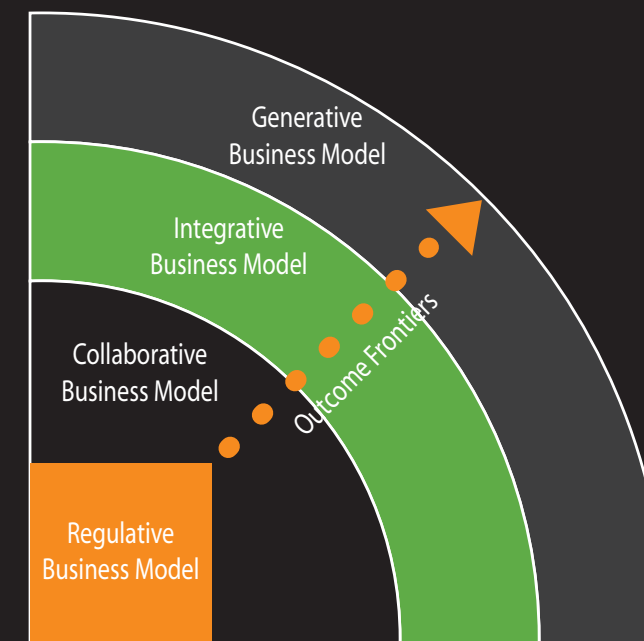 Generative
Business Model
Integrative
Business Model
Collaborative
Business Model
Outcome Frontiers
Regulative
Business Model